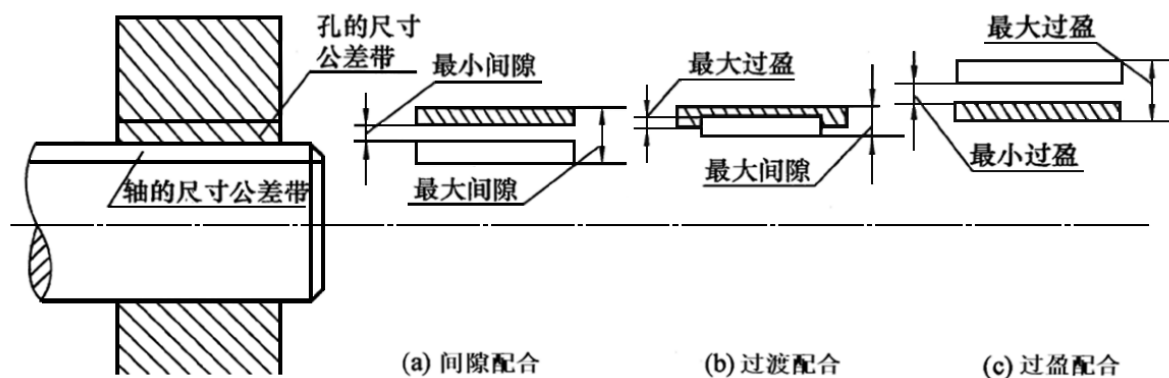 孔的尺寸
公差带
轴的尺寸公差带
最小间隙
最大间隙
(a) 间隙配合
最大过盈
最大间隙
(b) 过渡配合
最大过盈
最小过盈
(c) 过盈配合